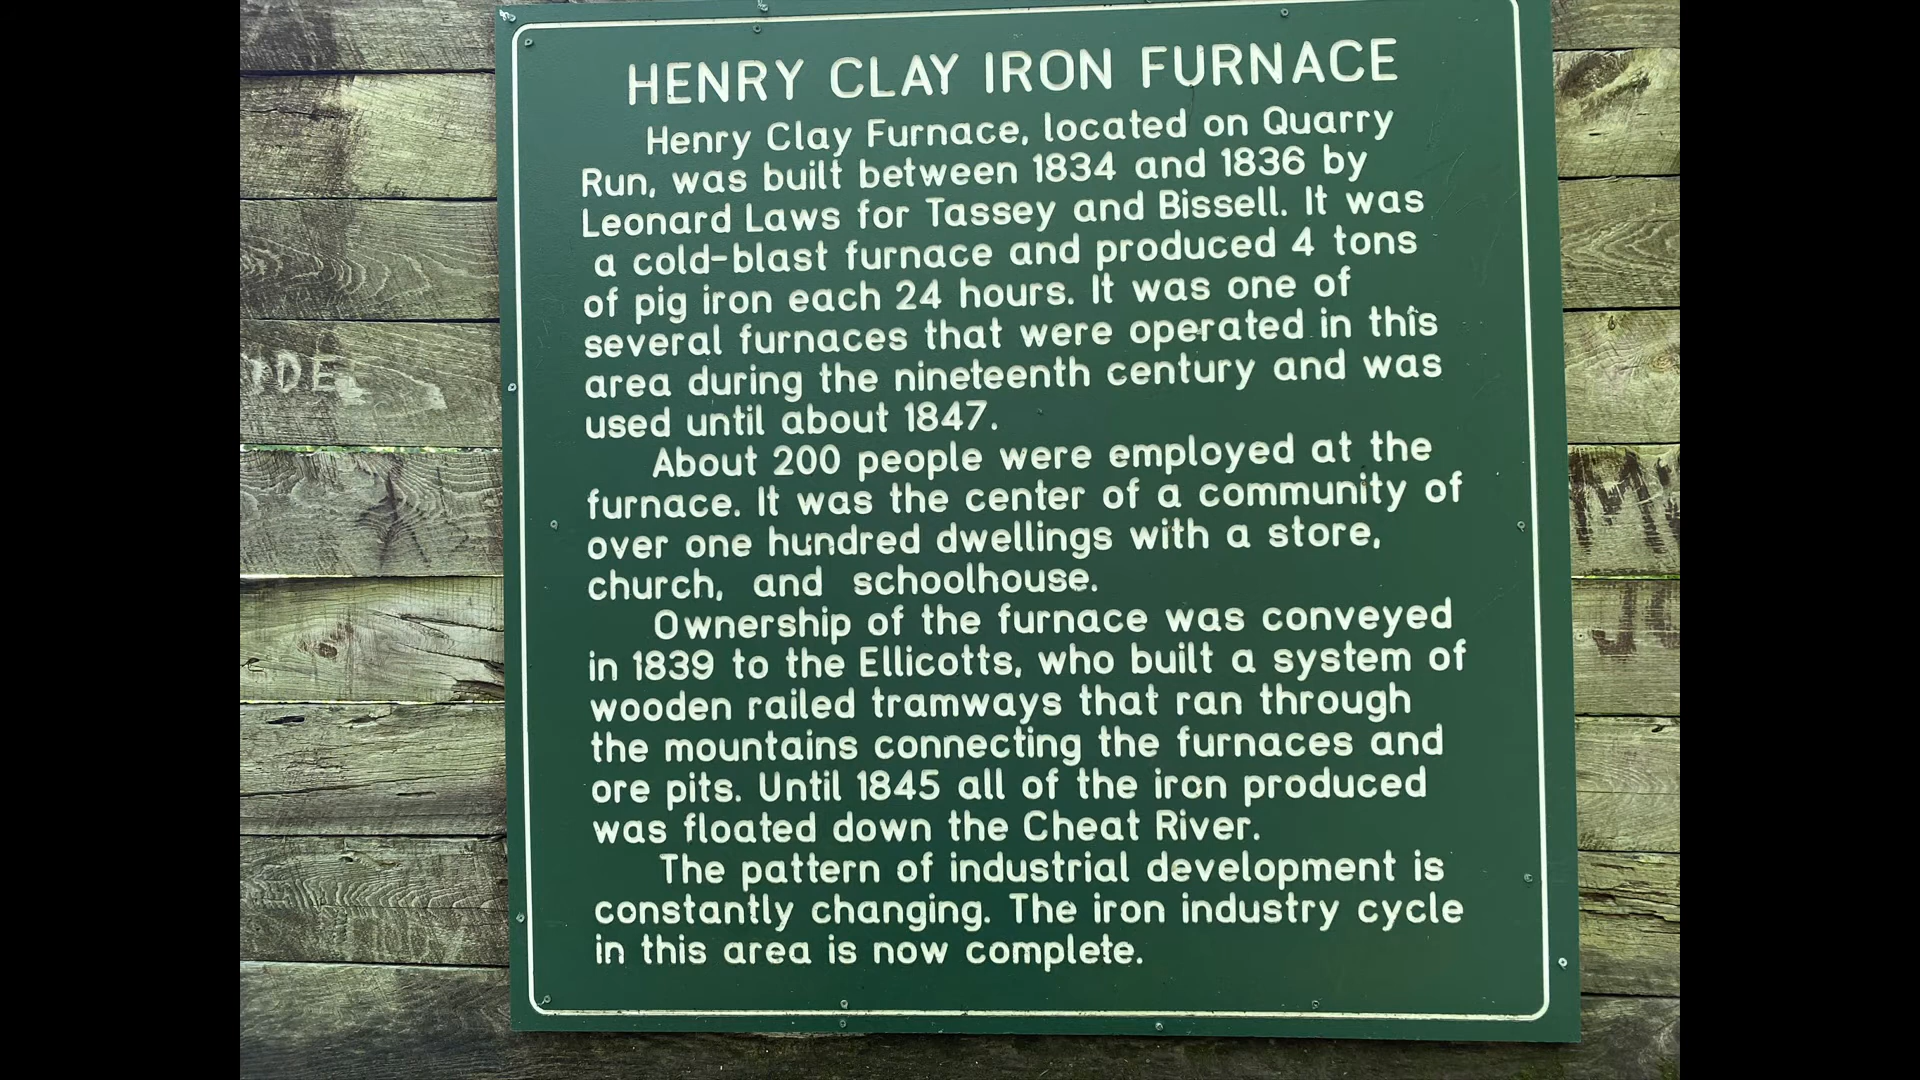 HENRY CLAY IRON FURNACE
Henry Clay Furnace, located on Quarry
Run, was built between 1834 and 1836 by
Leonard Laws for Tassey and Bissell. It was
a cold-blast furnace and produced 4 tons
of pig iron each 24 hours. It was one of
several furnaces that were operated in this
area during the nineteenth century and was
used until about 1847.
About 200 people were employed at the
furnace. It was the center of a community of
over one hundred dwellings with a store,
church, and schoolhouse.
Ownership of the furnace was conveyed
in 1839 to the Ellicotts, who built a system of
wooden railed tramways that ran through
the mountains connecting the furnaces and
ore pits. Until 1845 all of the iron produced
was floated down the Cheat River.
The pattern of industrial development is
constantly changing. The iron industry cycle
in this area is now complete.